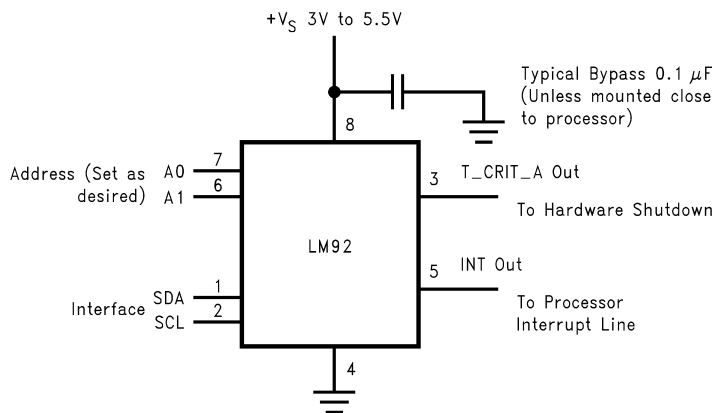 +VS 3V to 5.5V
Typical Bypass 0.1 μF
(Unless mounted close
to processor)
8
Address (Set as
desired)
A0
7
A1
6
3
T_CRIT_A Out
To Hardware Shutdown
LM92
5
INT Out
To Processor
Interrupt Line
Interface
SDA
1
SCL
2
4